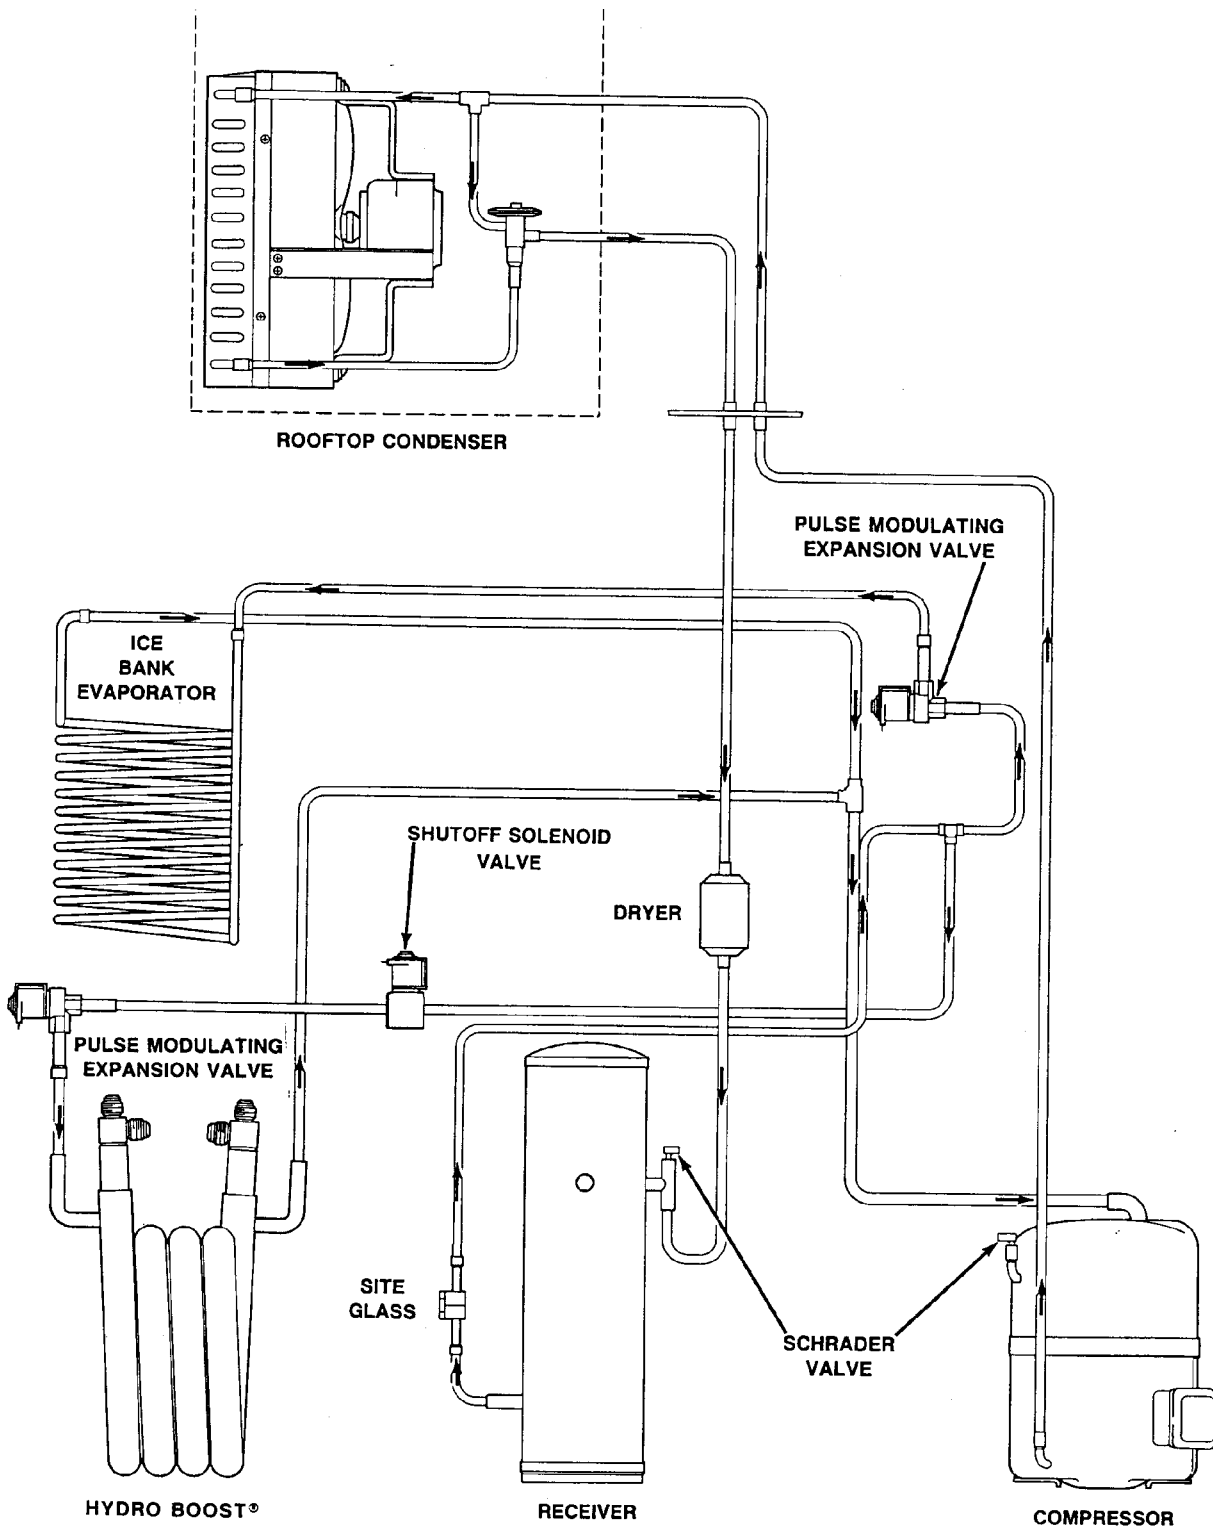 ROOFTOP CONDENSER
PULSE MODULATING
EXPANSION VALVE
ICE
BANK
EVAPORATOR
SHUTOFF SOLENOID
VALVE
DRYER
PULSE MODULATING
EXPANSION VALVE
SITE
GLASS
SCHRADER
VALVE
HYDRO BOOST®
RECEIVER
COMPRESSOR